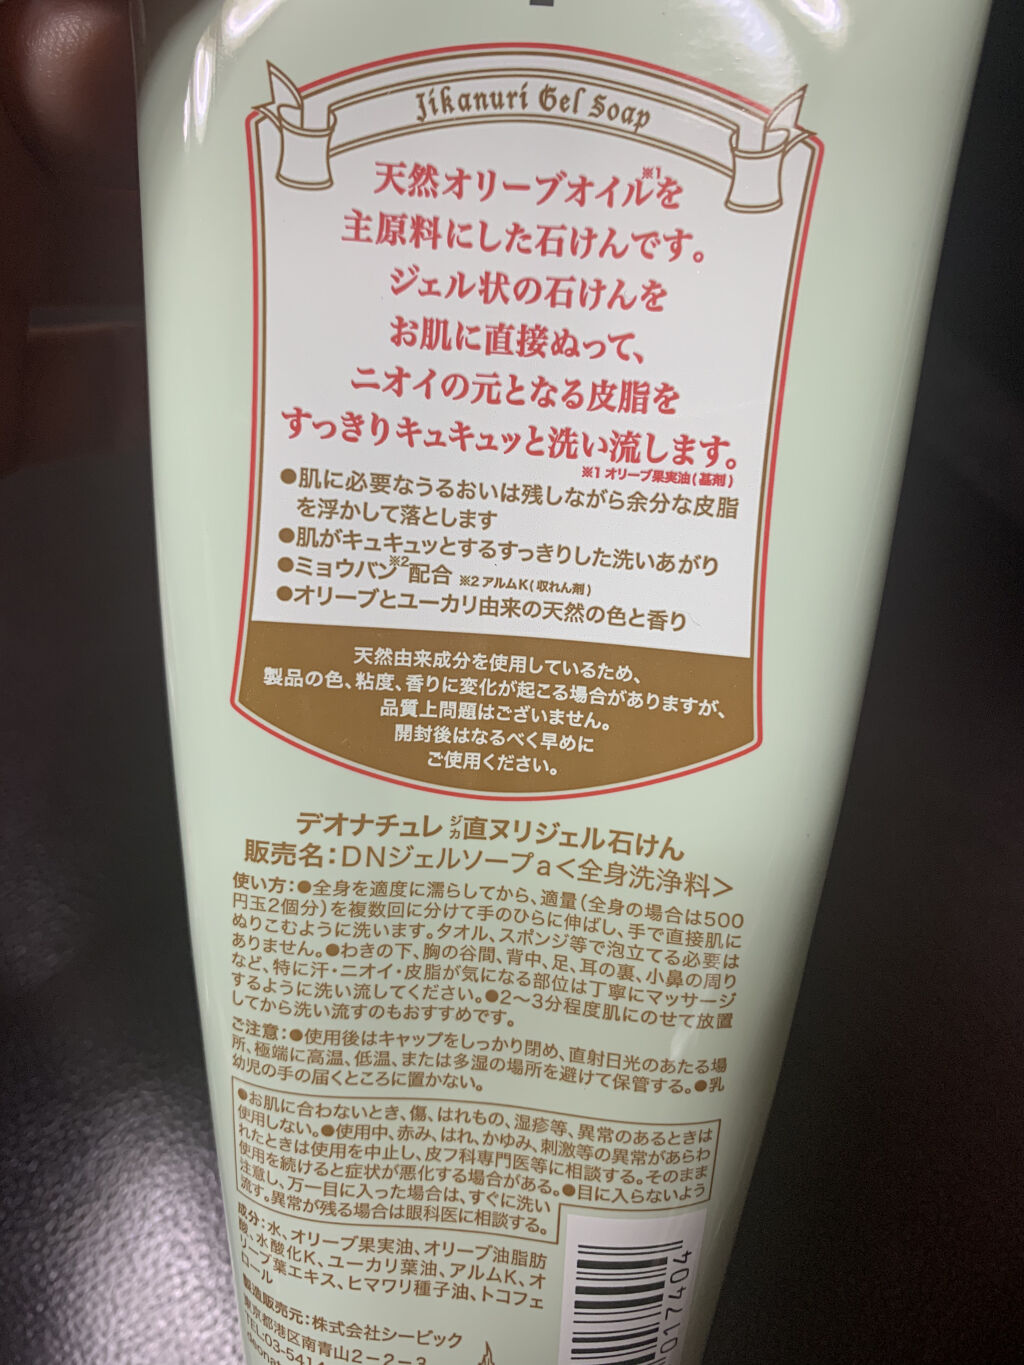 Jikanuri Gel Soap
天然オリーブオイル※1を
主原料にした石けんです。
ジェル状の石けんを
お肌に直接ぬって、
ニオイの元となる皮脂を
すっきりキュキュッと洗い流します。
※1 オリーブ果実油(基剤)
●肌に必要なうるおいは残しながら余分な皮脂
を浮かして落とします
●肌がキュキュッとするすっきりした洗いあがり
●ミョウバン※2配合 ※2 アルムK(収れん剤)
●オリーブとユーカリ由来の天然の色と香り
天然由来成分を使用しているため、
製品の色、粘度、香りに変化が起こる場合がありますが、
品質上問題はございません。
開封後はなるべく早めに
ご使用ください。
デオナチュレ ジカ直ヌリジェル石けん
販売名:DNジェルソープa<全身洗浄料>
使い方:●全身を適度に濡らしてから、適量(全身の場合は500
円玉2個分)を複数回に分けて手のひらに伸ばし、手で直接肌に
ぬりこむように洗います。タオル、スポンジ等で泡立てる必要は
ありません。●わきの下、胸の谷間、背中、足、耳の裏、小鼻の周り
など、特に汗・ニオイ・皮脂が気になる部位は丁寧にマッサージ
するように洗い流してください。●2〜3分程度肌にのせて放置
してから洗い流すのもおすすめです。
ご注意:●使用後はキャップをしっかり閉め、直射日光のあたる場
所、極端に高温、低温、または多湿の場所を避けて保管する。●乳
幼児の手の届くところに置かない。
●お肌に合わないとき、傷、はれもの、湿疹等、異常のあるときは
使用しない。●使用中、赤み、はれ、かゆみ、刺激等の異常があらわ
れたときは使用を中止し、皮フ科専門医等に相談する。そのまま
使用を続けると症状が悪化する場合がある。●目に入らないよう
注意し、万一目に入った場合は、すぐに洗い
流す。異常が残る場合は眼科医に相談する。
成分:水、オリーブ果実油、オリーブ油脂肪
酸、水酸化K、ユーカリ葉油、アルムK、オ
リーブ葉エキス、ヒマワリ種子油、トコフェ
ロール
製造販売元:株式会社シービック
東京都港区南青山2-2-3
TEL:03-541
deonat
017404